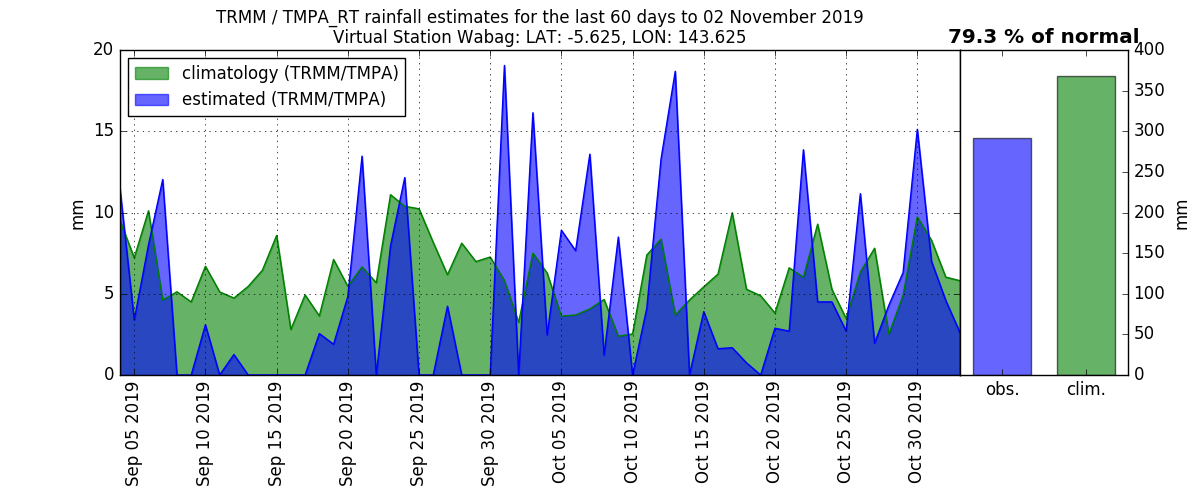 TRMM / TMPA_RT rainfall estimates for the last 60 days to 02 November 2019
Virtual Station Wabag: LAT: -5.625, LON: 143.625
79.3 % of normal
climatology (TRMM/TMPA)
estimated (TRMM/TMPA)
20
15
10
5
0
mm
400
350
300
250
200
150
100
50
0
mm
Sep 05 2019
Sep 10 2019
Sep 15 2019
Sep 20 2019
Sep 25 2019
Sep 30 2019
Oct 05 2019
Oct 10 2019
Oct 15 2019
Oct 20 2019
Oct 25 2019
Oct 30 2019
obs.
clim.